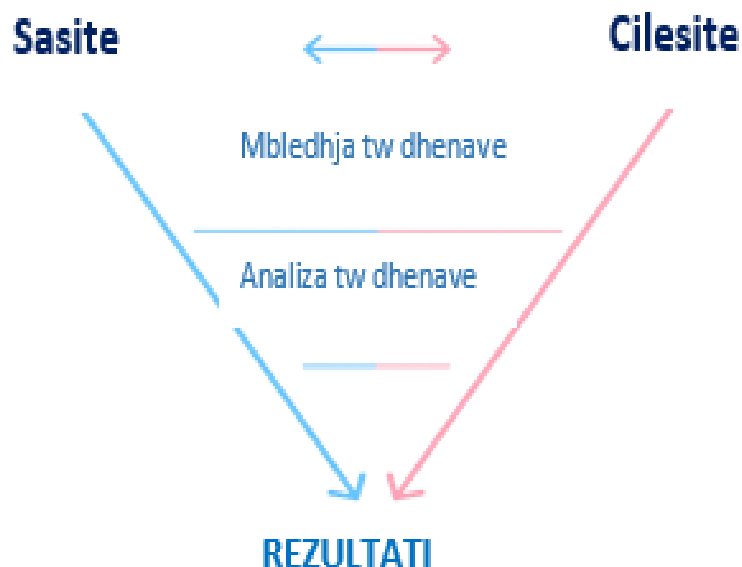 Sasite
Cilesite
Mbledhja tw dhenave
Analiza tw dhenave
REZULTATI